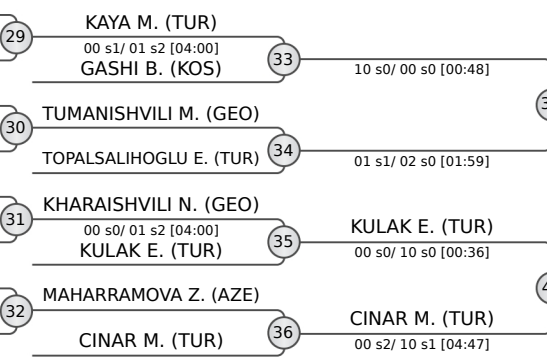 KAYA M. (TUR)
29
00 s1/ 01 s2 [04:00]
33
GASHI B. (KOS)
10 s0/ 00 s0 [00:48]
TUMANISHVILI M. (GEO)
30
34
TOPALSALIHOGLU E. (TUR)
01 s1/ 02 s0 [01:59]
KHARAISHVILI N. (GEO)
31
00 s0/ 01 s2 [04:00]
KULAK E. (TUR)
35
KULAK E. (TUR)
00 s0/ 10 s0 [00:36]
MAHARRAMOVA Z. (AZE)
32
CINAR M. (TUR)
36
CINAR M. (TUR)
00 s2/ 10 s1 [04:47]